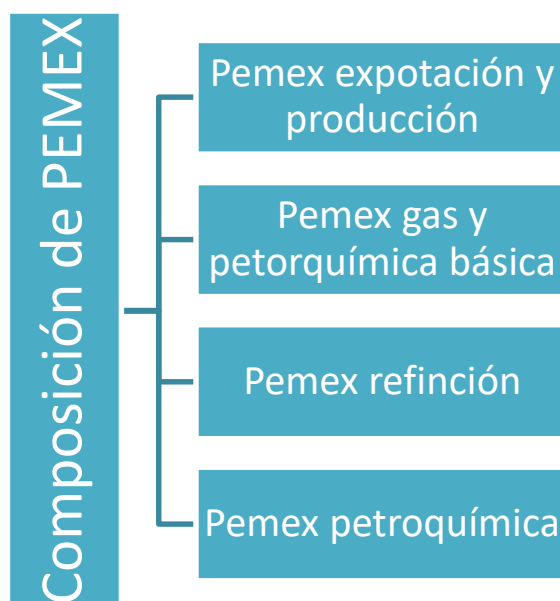 Composición de PEMEX
Pemex expotación y
producción
Pemex gas y
petorquímica básica
Pemex refinción
Pemex petroquímica